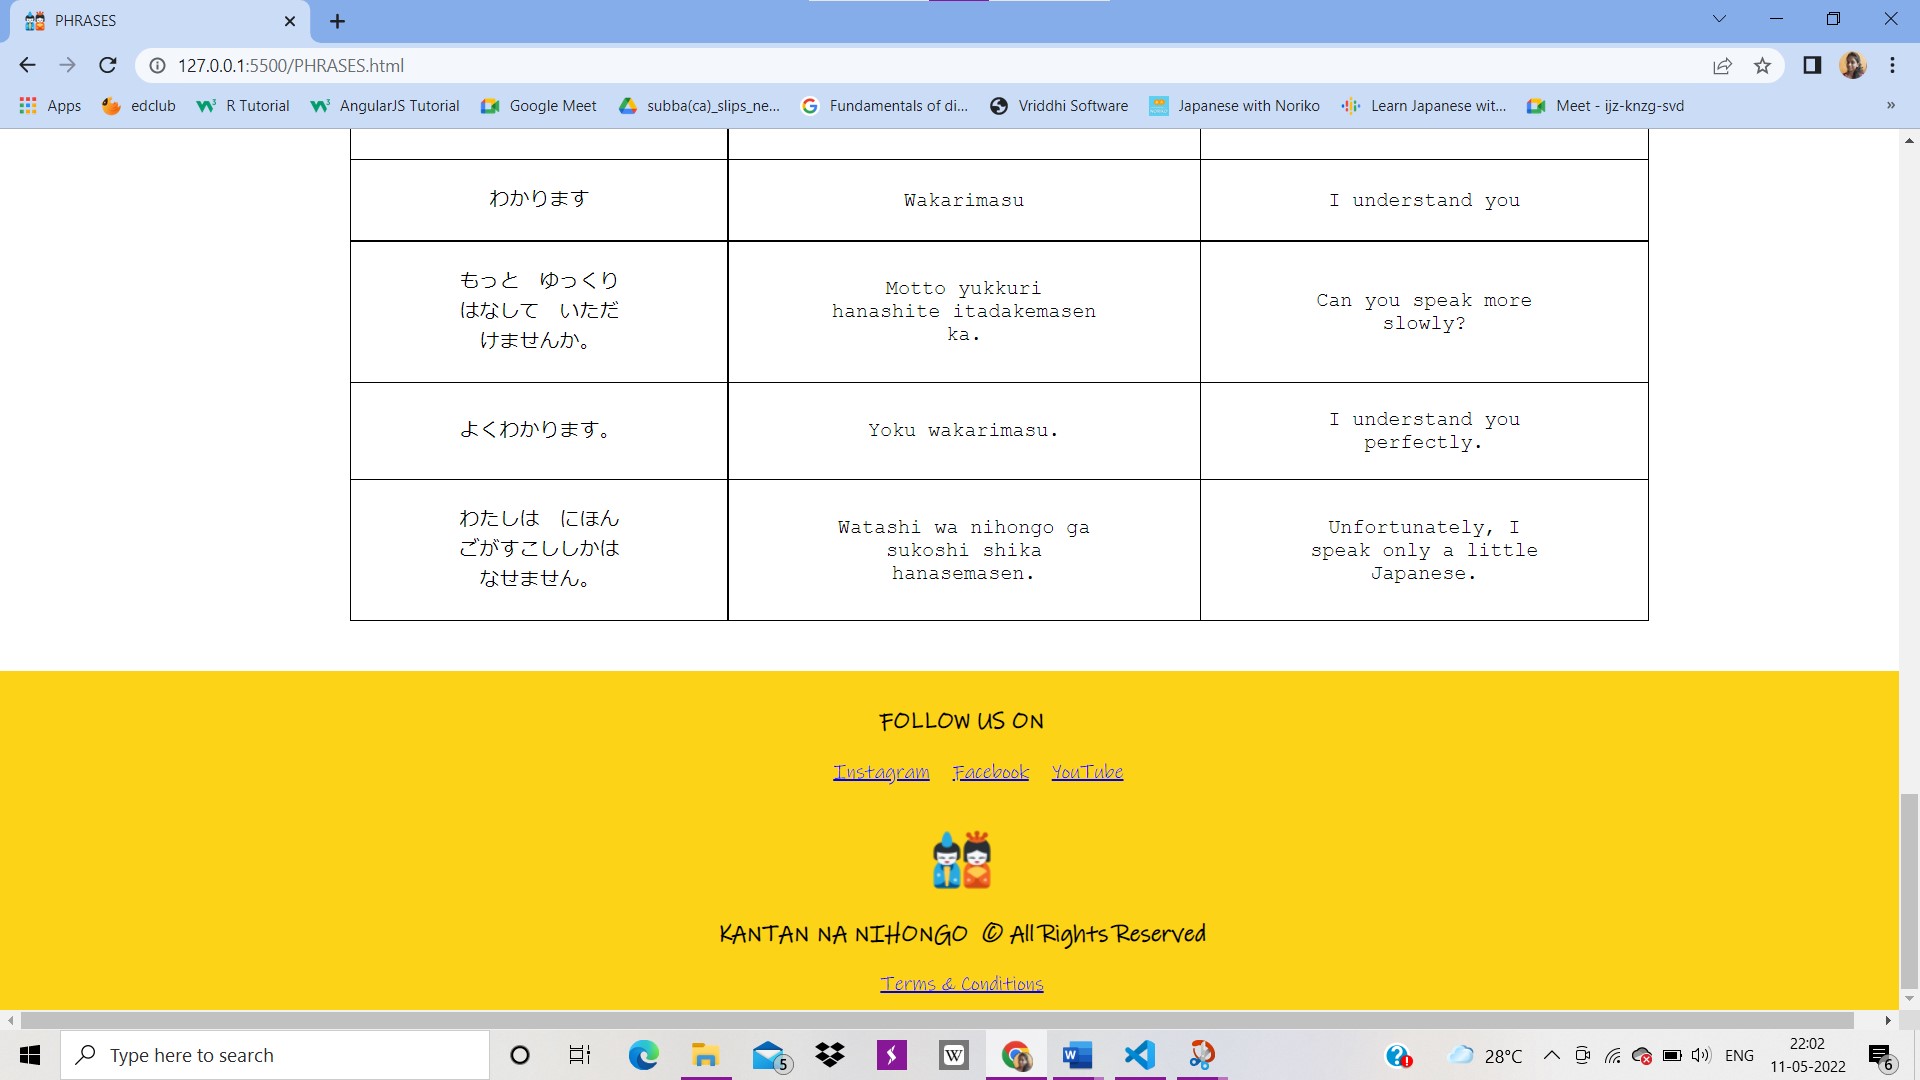 PHRASES
127.0.0.1:5500/PHRASES.html
Apps edclub R Tutorial AngularJS Tutorial Google Meet subba(ca)_slips_ne... Fundamentals of di... Vriddhi Software Japanese with Noriko Learn Japanese wit... Meet - ijz-knzg-svd »
わかります
Wakarimasu
I understand you
もっと　ゆっくり
はなして　いただ
けませんか。
Motto yukkuri
hanashite itadakemasen
ka.
Can you speak more
slowly?
よくわかります。
Yoku wakarimasu.
I understand you
perfectly.
わたしは　にほん
ごがすこししかは
なせません。
Watashi wa nihongo ga
sukoshi shika
hanasemasen.
Unfortunately, I
speak only a little
Japanese.
FOLLOW US ON
Instagram Facebook YouTube
KANTAN NA NIHONGO © All Rights Reserved
Terms & Conditions
Type here to search
5
W
W
28°C
ENG
22:02
11-05-2022
6